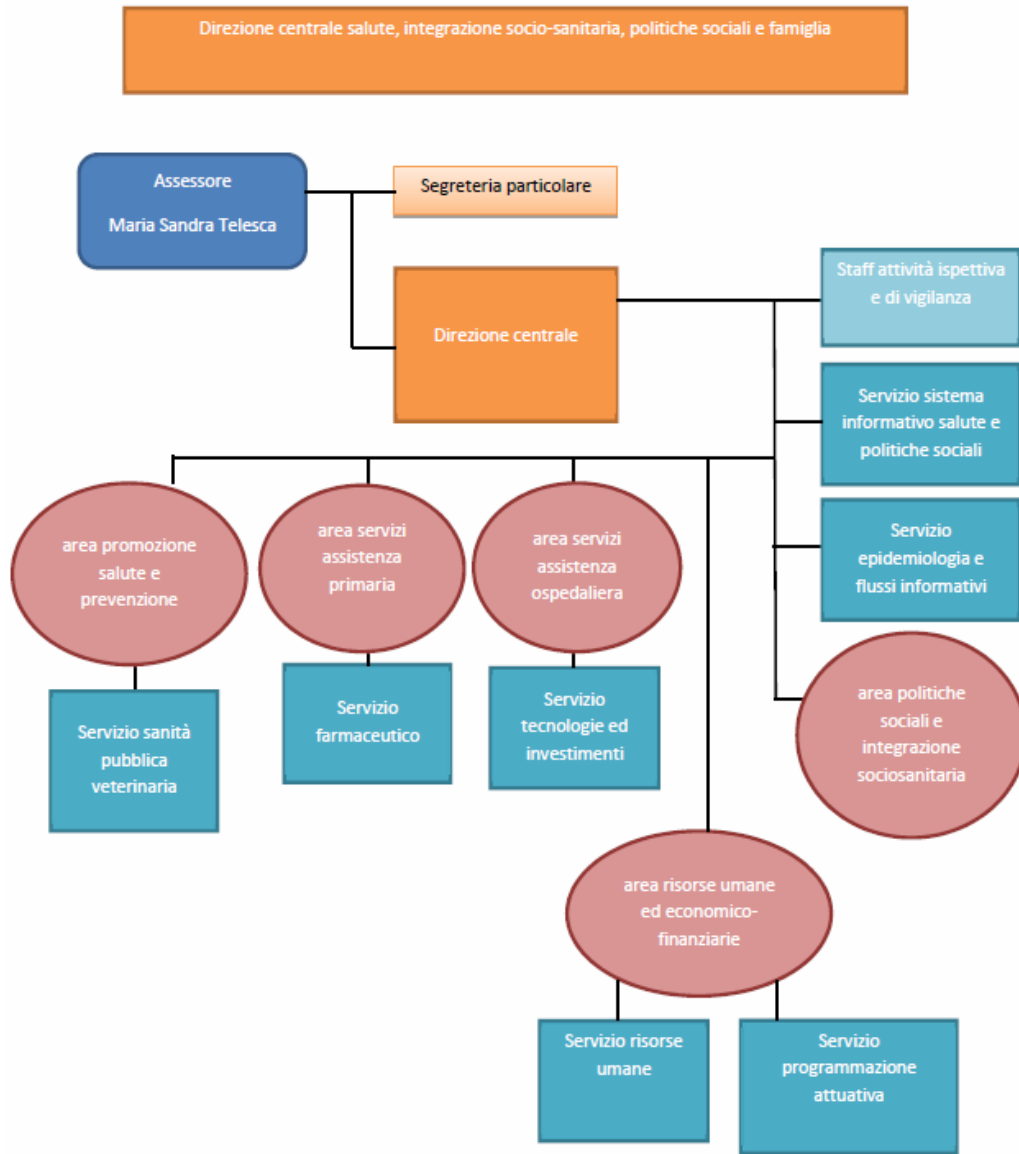 Direzione centrale salute, integrazione socio-sanitaria, politiche sociali e famiglia
Assessore
Maria Sandra Telesca
Segreteria particolare
Direzione centrale
Staff attività ispettiva
e di vigilanza
Servizio sistema
informativo salute e
politiche sociali
Servizio
epidemiologia e
flussi informativi
area promozione
salute e
prevenzione
area servizi
assistenza
primaria
area servizi
assistenza
ospedaliera
area politiche
sociali e
integrazione
sociosanitaria
Servizio sanità
pubblica
veterinaria
Servizio
farmaceutico
Servizio
tecnologie ed
investimenti
area risorse umane
ed economico-
finanziarie
Servizio risorse
umane
Servizio
programmazione
attuativa